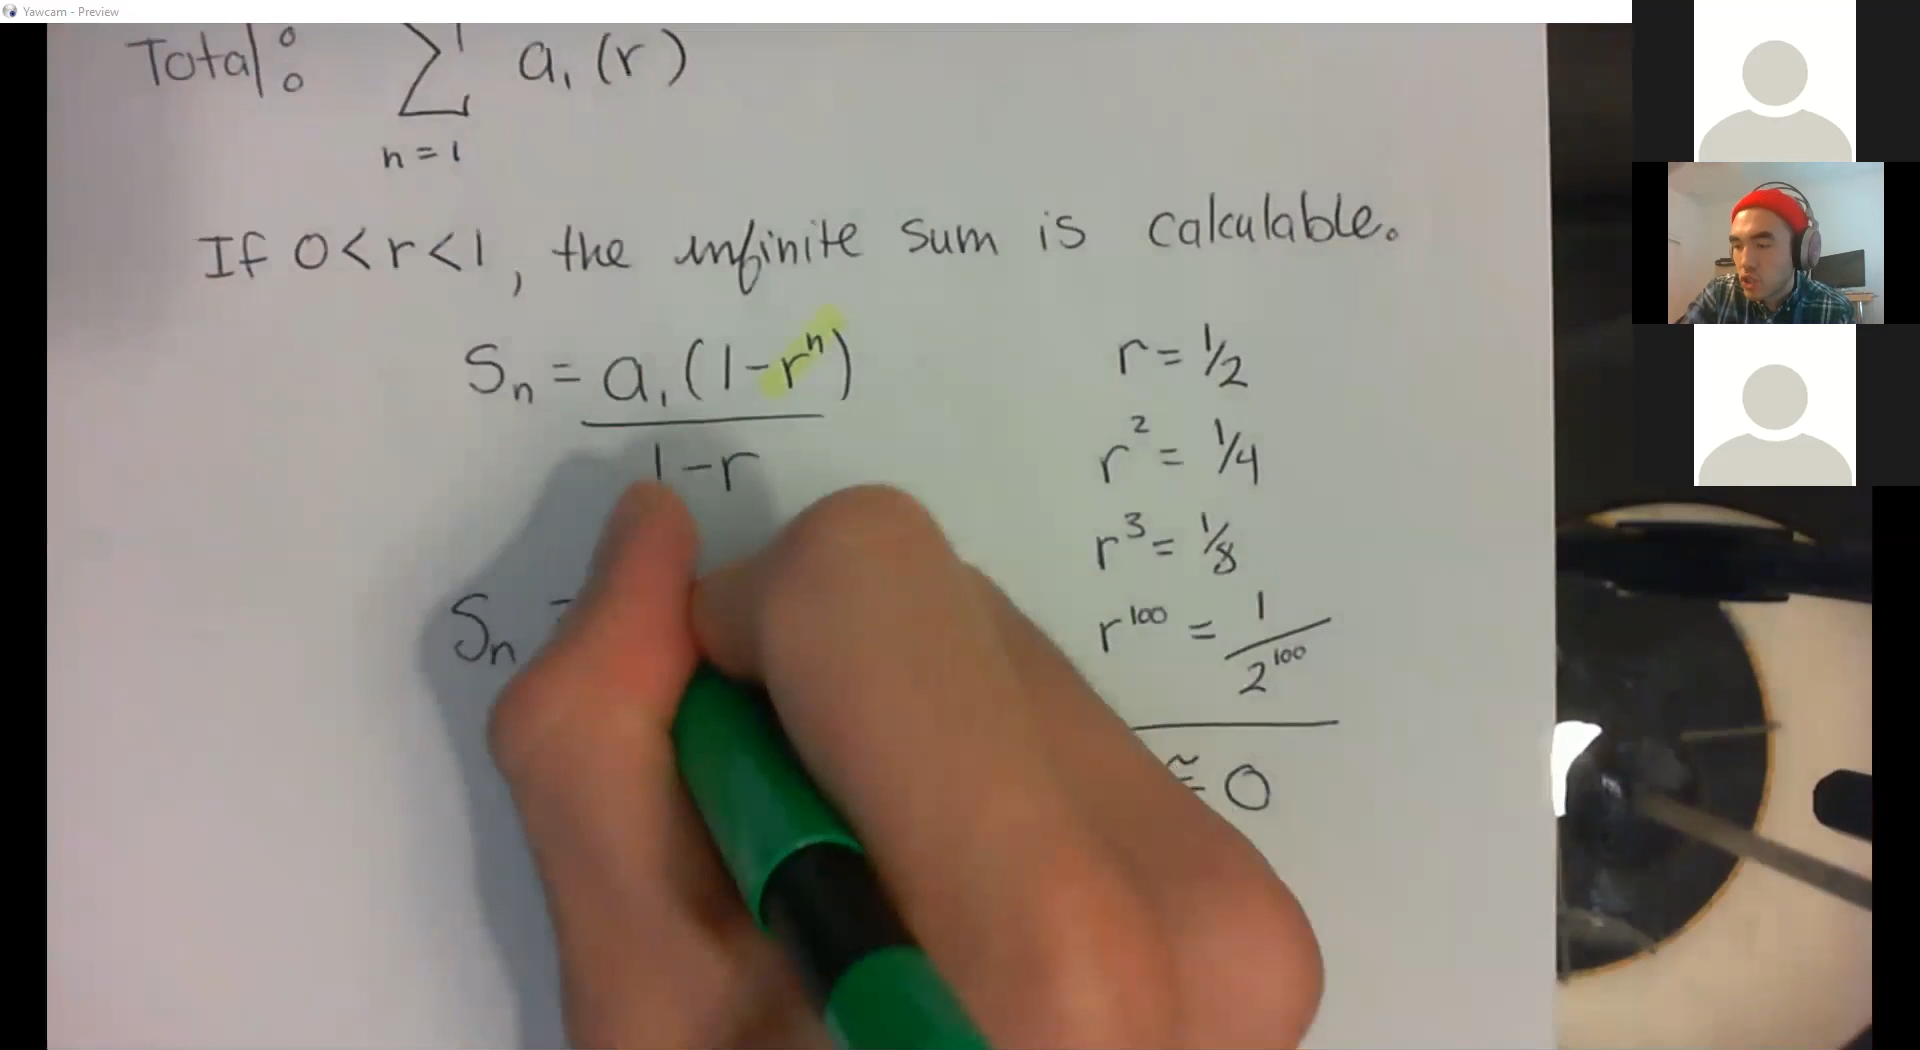 Yawcam - Preview
Total: ∑ a₁(r)
n=1
If 0<r<1, the infinite sum is calculable.
Sₙ = a₁(1-rⁿ)
1-r
r = 1/2
r² = 1/4
r³ = 1/8
Sₙ =
r¹⁰⁰ = 1/2¹⁰⁰
≅ 0